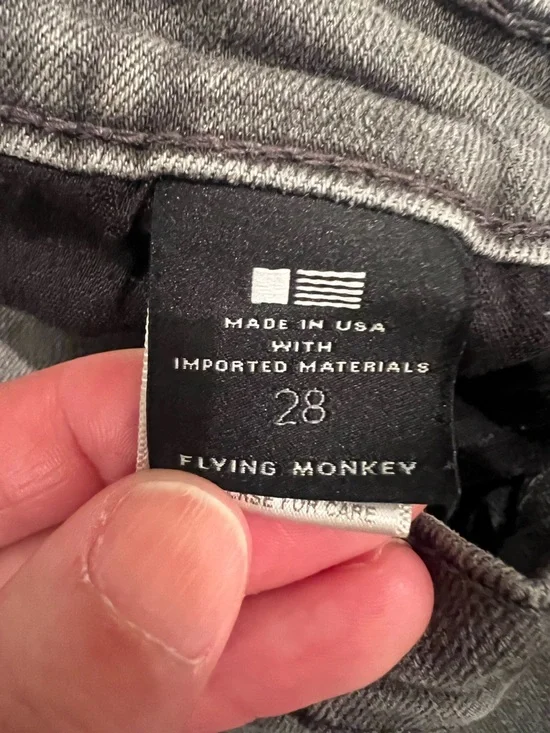 MADE IN USA
WITH
IMPORTED MATERIALS
28
FLYING MONKEY
FOR CARE